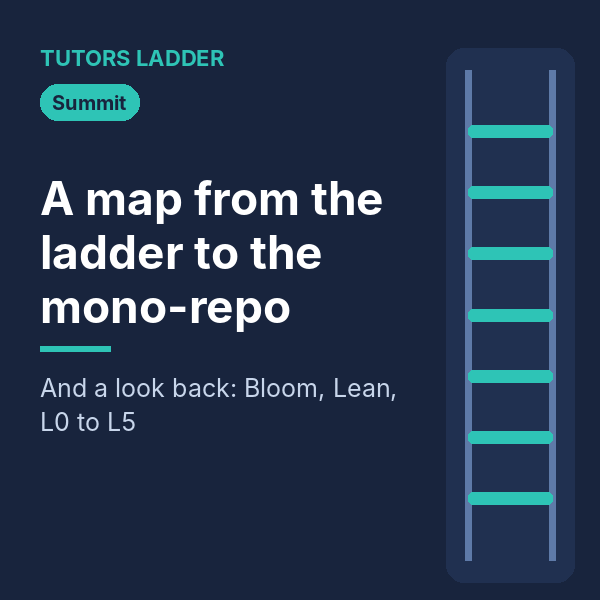 TUTORS LADDER
Summit
A map from the
ladder to the
mono-repo
And a look back: Bloom, Lean,
L0 to L5